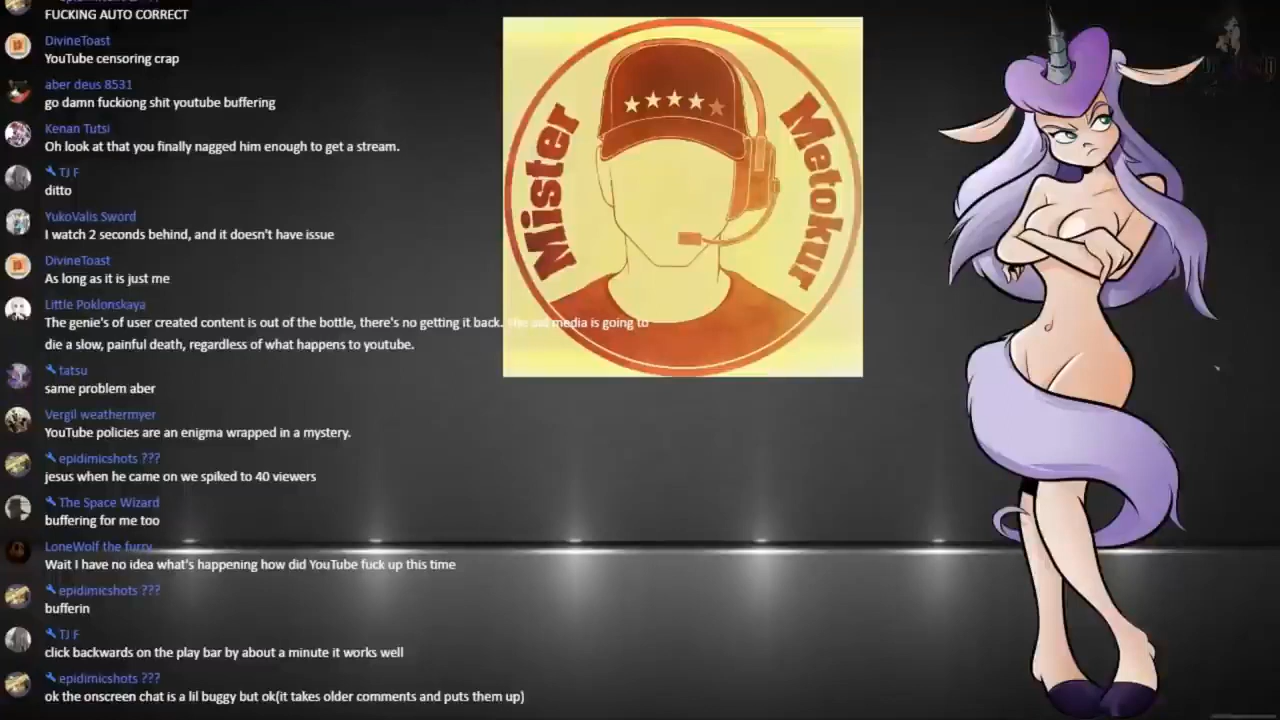 FUCKING AUTO CORRECT
DivineToast
YouTube censoring crap
aber deus 8531
go damn fuckiong shit youtube buffering
Kenan Tutsi
Oh look at that you finally nagged him enough to get a stream.
TJ F
ditto
YukoValis Sword
I watch 2 seconds behind, and it doesn't have issue
DivineToast
As long as it is just me
Little Poklonskaya
The genie's of user created content is out of the bottle, there's no getting it back. The old media is going to
die a slow, painful death, regardless of what happens to youtube.
tatsu
same problem aber
Vergil weathermyer
YouTube policies are an enigma wrapped in a mystery.
epidimicshots ???
jesus when he came on we spiked to 40 viewers
The Space Wizard
buffering for me too
LoneWolf the furry
Wait I have no idea what's happening how did YouTube fuck up this time
epidimicshots ???
bufferin
TJ F
click backwards on the play bar by about a minute it works well
epidimicshots ???
ok the onscreen chat is a lil buggy but ok(it takes older comments and puts them up)
Mister
Metokur